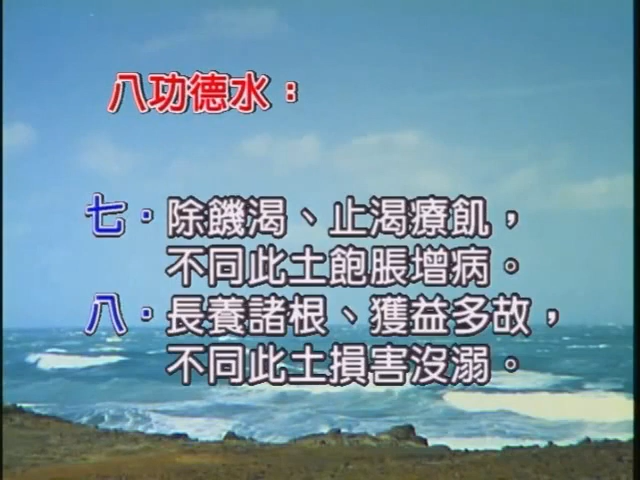 八功德水：
七．除饑渴、止渴療飢，
不同此土飽脹增病。
八．長養諸根、獲益多故，
不同此土損害沒溺。